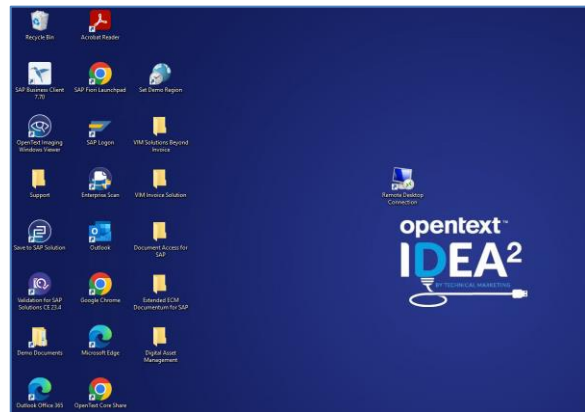 Recycle Bin
Acrobat Reader
SAP Business Client
7.70
SAP Fiori Launchpad
Set Demo Region
OpenText Imaging
Windows Viewer
SAP Logon
VIM Solutions Beyond
Invoice
Support
Enterprise Scan
VIM Invoice Solution
Remote Desktop
Connection
Save to SAP Solution
Outlook
Document Access for
SAP
Validation for SAP
Solutions CE 23.4
Google Chrome
Extended ECM
Documentum for SAP
Demo Documents
Microsoft Edge
Digital Asset
Management
Outlook Office 365
OpenText Core Share
opentext™
IDEA²
BY TECHNICAL MARKETING